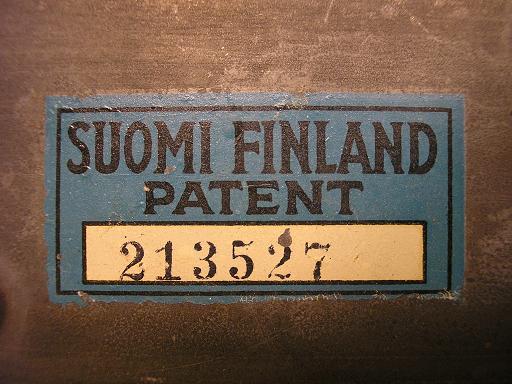 SUOMI FINLAND
PATENT
213527